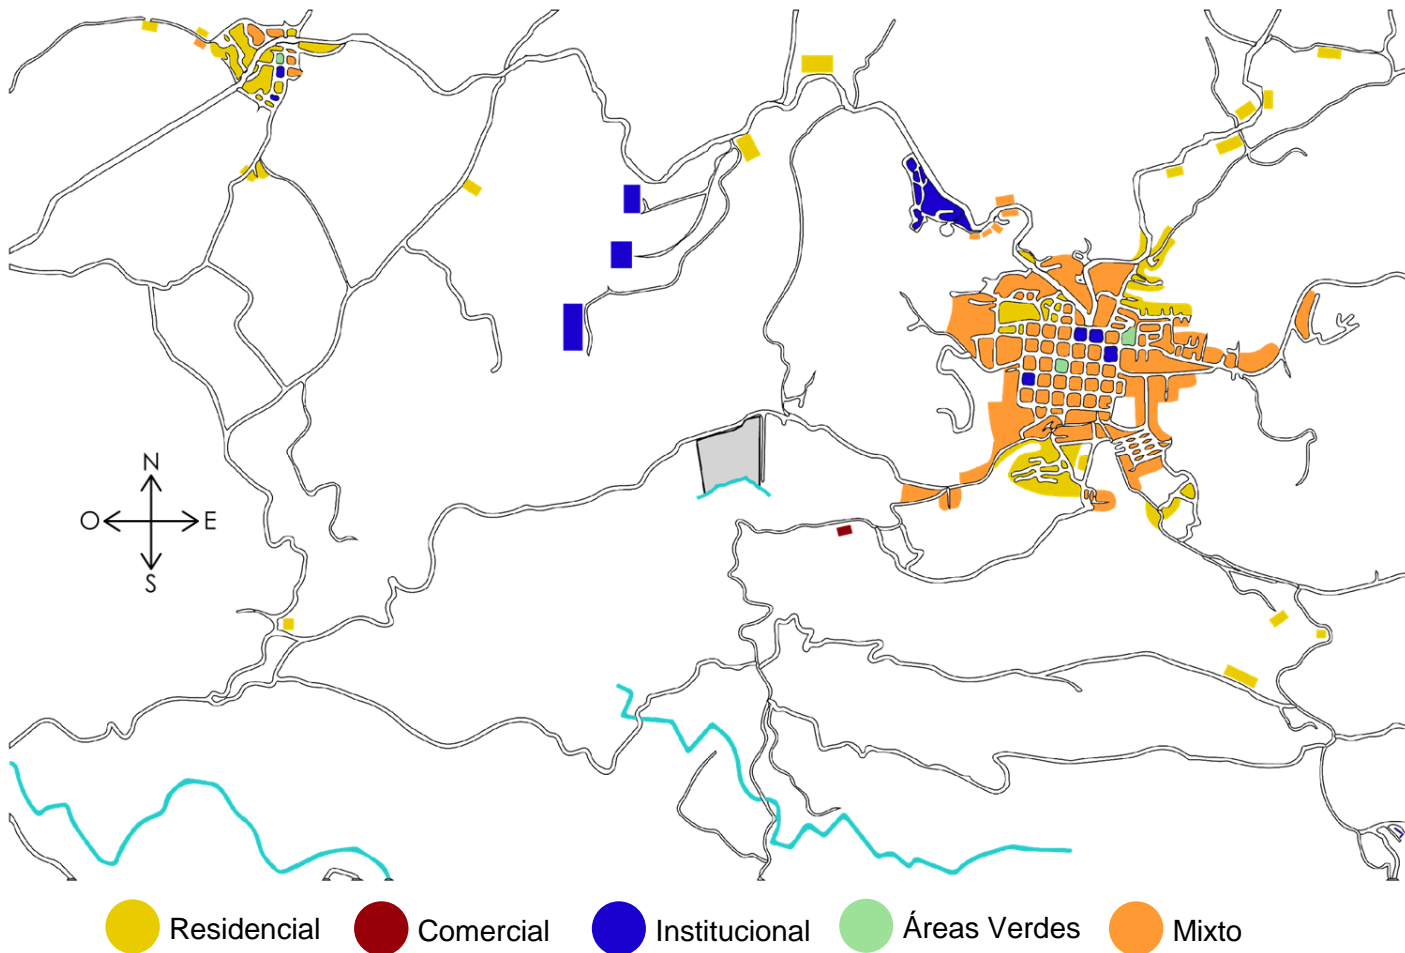 N
O
E
S
Residencial
Comercial
Institucional
Áreas Verdes
Mixto